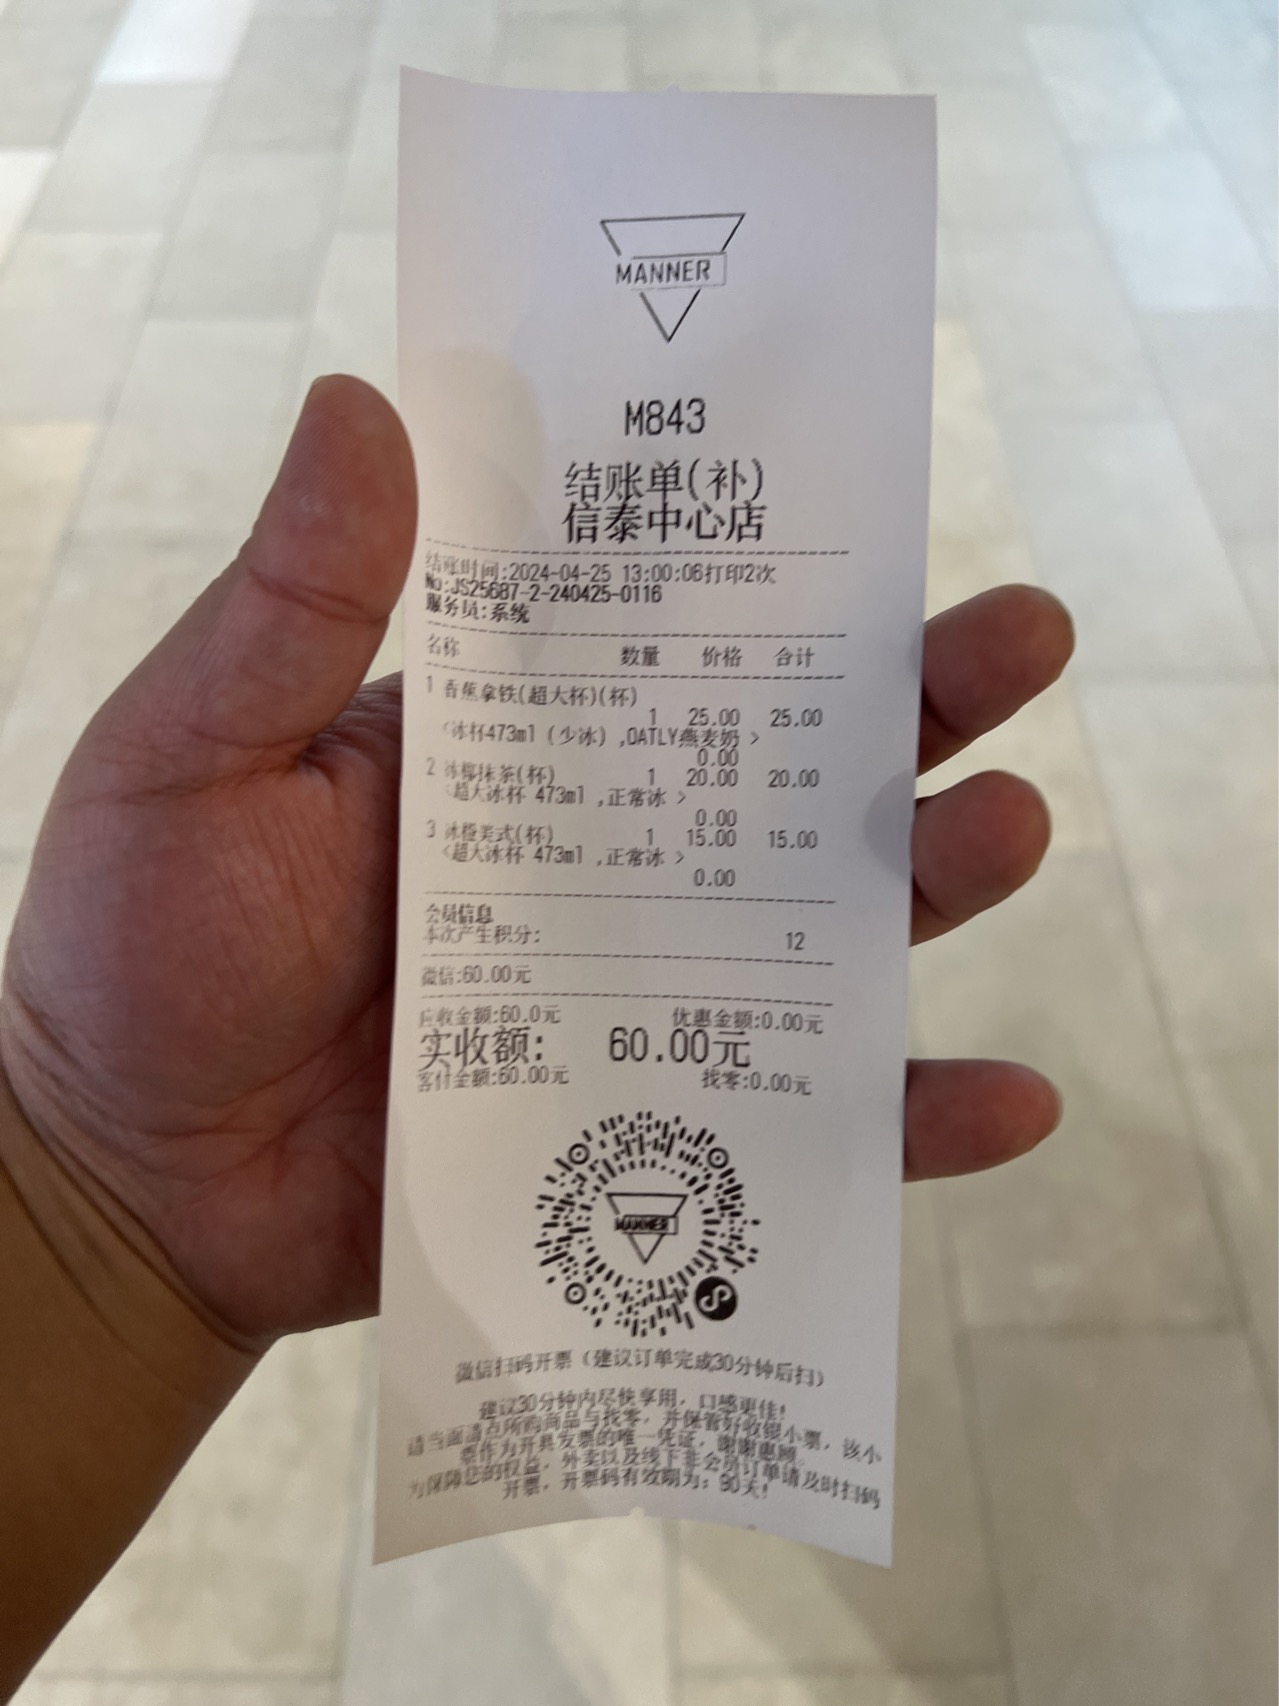 MANNER
M843
结账单(补)
信泰中心店
结账时间:2024-04-25 13:00:06打印2次
No:JS25687-2-240425-0116
服务员:系统
名称 数量 价格 合计
1 香蕉拿铁(超大杯)(杯)
1 25.00 25.00
<冰杯473ml (少冰) ,OATLY燕麦奶 >
0.00
2 冰椰抹茶(杯) 1 20.00 20.00
<超大冰杯 473ml ,正常冰 >
0.00
3 冰橙美式(杯) 1 15.00 15.00
<超大冰杯 473ml ,正常冰 >
0.00
会员信息
本次产生积分: 12
微信:60.00元
应收金额:60.0元 优惠金额:0.00元
实收额: 60.00元
客付金额:60.00元 找零:0.00元
MANNER
微信扫码开票 (建议订单完成30分钟后扫)
建议30分钟内尽快享用，口感更佳!
请当面清点所购商品与找零，并保管好收银小票，该小
票作为开具发票的唯一凭证，谢谢惠顾。
为保障您的权益，外卖以及线下非会员订单请及时扫码
开票，开票码有效期为：90天!